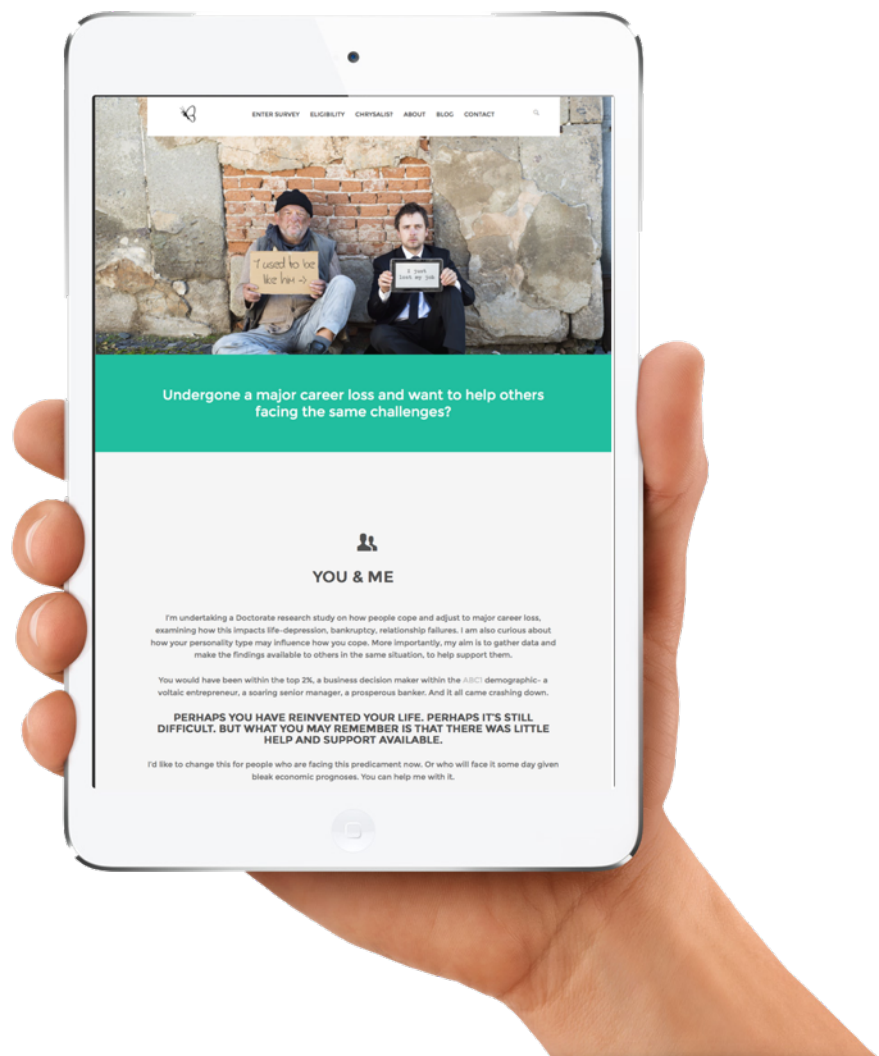 ENTER SURVEY ELIGIBILITY CHRYSALIST ABOUT BLOG CONTACT
"I used to be
like him ->
I just
lost my job
Undergone a major career loss and want to help others
facing the same challenges?
YOU & ME
I'm undertaking a Doctorate research study on how people cope and adjust to major career loss,
examining how this impacts life-depression, bankruptcy, relationship failures. I am also curious about
how your personality type may influence how you cope. More importantly, my aim is to gather data and
make the findings available to others in the same situation, to help support them.
You would have been within the top 2%, a business decision maker within the ABC1 demographic- a
voltaic entrepreneur, a soaring senior manager, a prosperous banker. And it all came crashing down.
PERHAPS YOU HAVE REINVENTED YOUR LIFE. PERHAPS IT'S STILL
DIFFICULT. BUT WHAT YOU MAY REMEMBER IS THAT THERE WAS LITTLE
HELP AND SUPPORT AVAILABLE.
I'd like to change this for people who are facing this predicament now. Or who will face it some day given
bleak economic prognoses. You can help me with it.